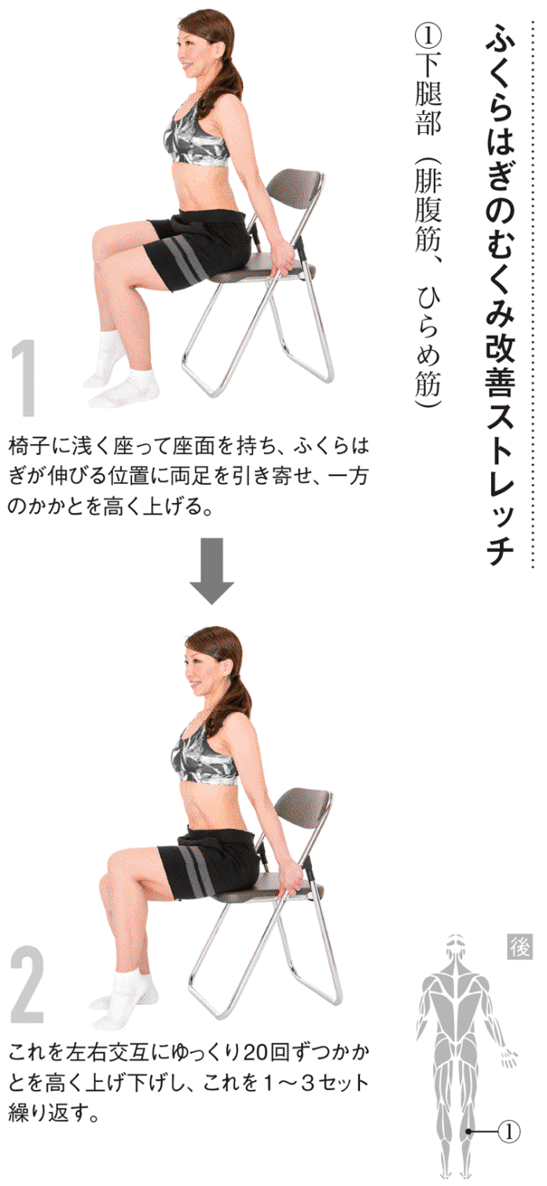 ふくらはぎのむくみ改善ストレッチ
①下腿部（腓腹筋、ひらめ筋）
1
椅子に浅く座って座面を持ち、ふくらは
ぎが伸びる位置に両足を引き寄せ、一方
のかかとを高く上げる。
2
これを左右交互にゆっくり20回ずつかか
とを高く上げ下げし、これを1〜3セット
繰り返す。
後
①